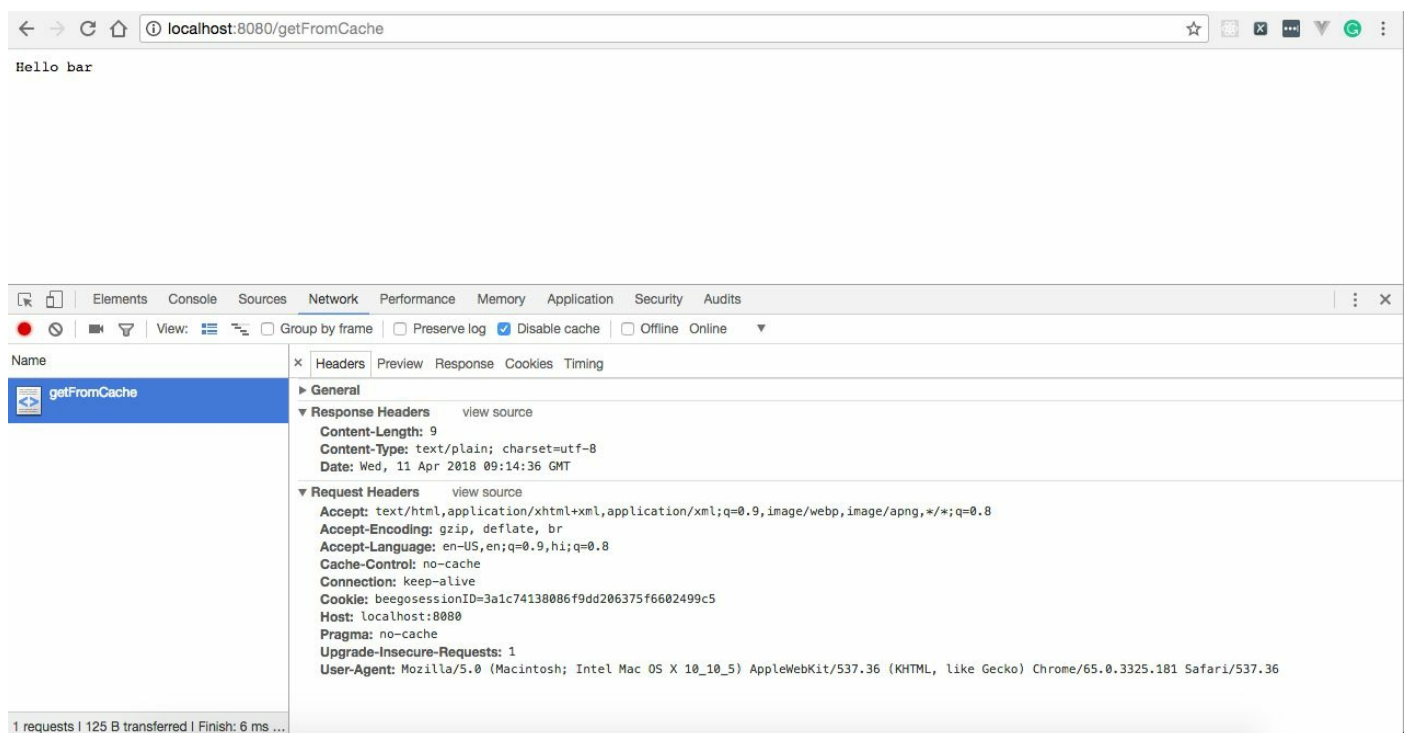 localhost:8080/getFromCache
Hello bar
Elements Console Sources Network Performance Memory Application Security Audits
View: Group by frame Preserve log Disable cache Offline Online
Name
Headers Preview Response Cookies Timing
getFromCache
General
Response Headers view source
Content-Length: 9
Content-Type: text/plain; charset=utf-8
Date: Wed, 11 Apr 2018 09:14:36 GMT
Request Headers view source
Accept: text/html,application/xhtml+xml,application/xml;q=0.9,image/webp,image/apng,*/*;q=0.8
Accept-Encoding: gzip, deflate, br
Accept-Language: en-US,en;q=0.9,hi;q=0.8
Cache-Control: no-cache
Connection: keep-alive
Cookie: beegosessionID=3a1c74138086f9dd206375f6602499c5
Host: localhost:8080
Pragma: no-cache
Upgrade-Insecure-Requests: 1
User-Agent: Mozilla/5.0 (Macintosh; Intel Mac OS X 10_10_5) AppleWebKit/537.36 (KHTML, like Gecko) Chrome/65.0.3325.181 Safari/537.36
1 requests | 125 B transferred | Finish: 6 ms ...